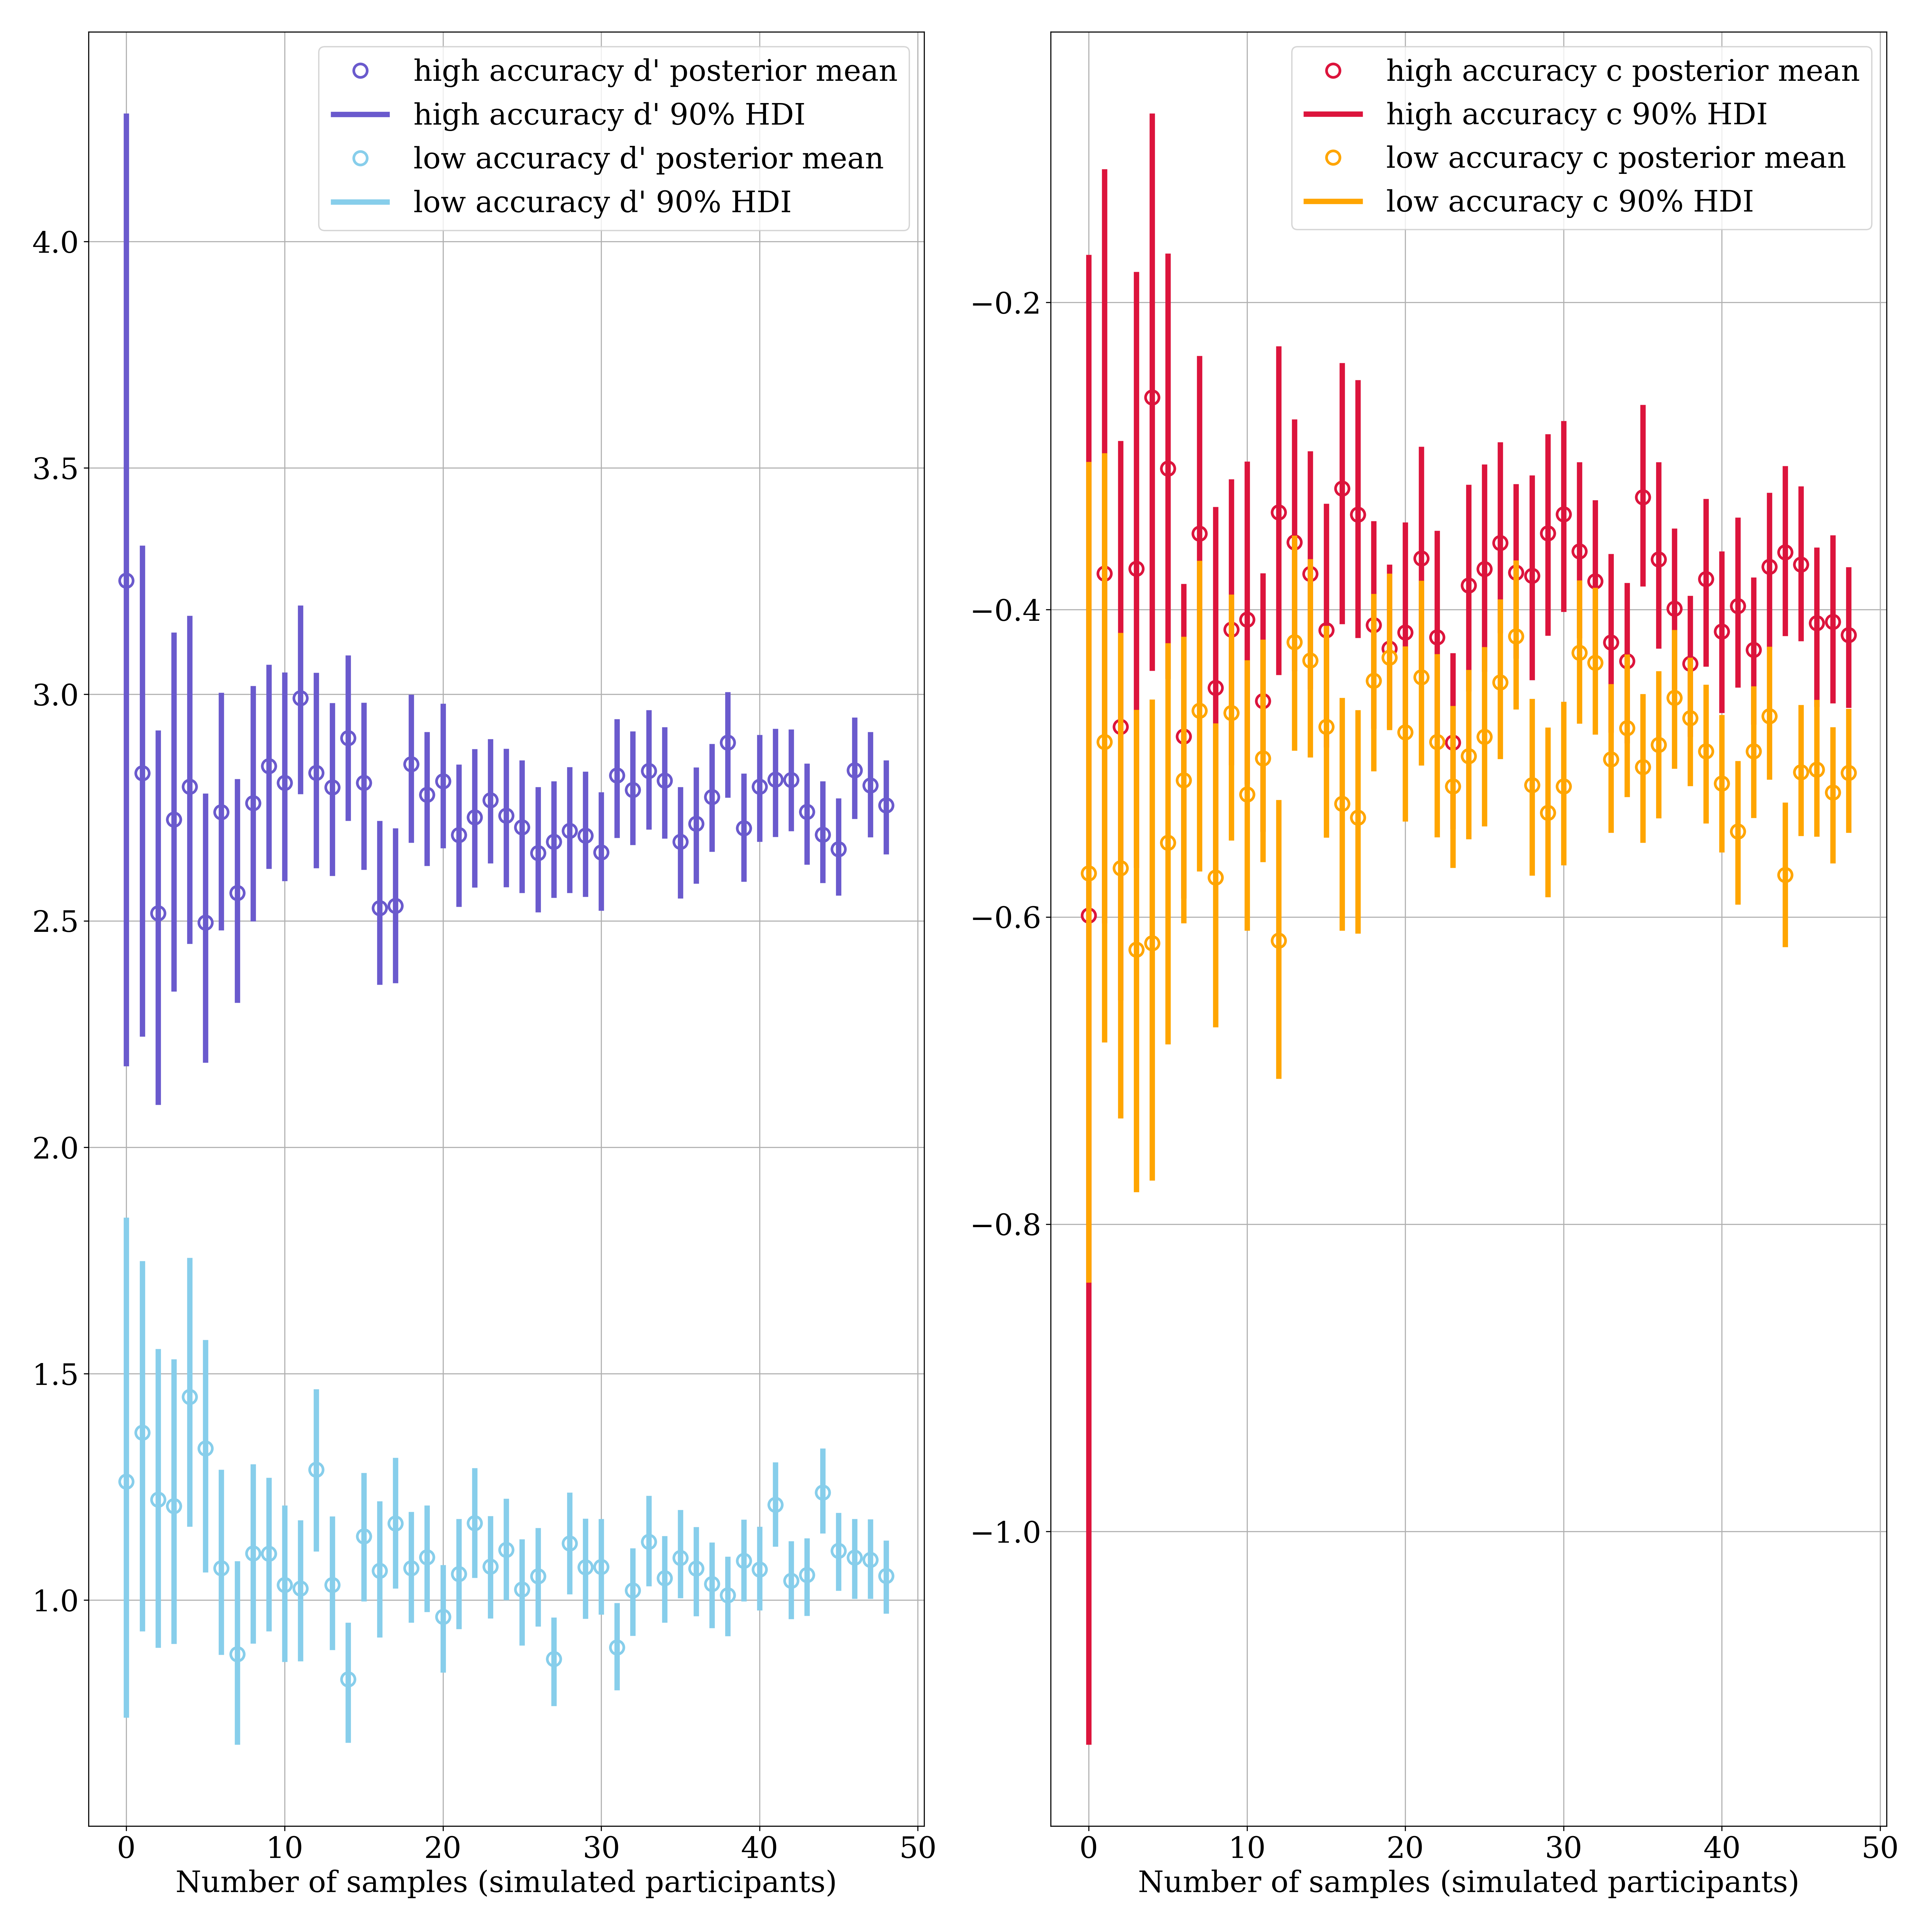 high accuracy d' posterior mean
high accuracy d' 90% HDI
low accuracy d' posterior mean
low accuracy d' 90% HDI
4.0
3.5
3.0
2.5
2.0
1.5
1.0
0 10 20 30 40 50
Number of samples (simulated participants)
high accuracy c posterior mean
high accuracy c 90% HDI
low accuracy c posterior mean
low accuracy c 90% HDI
−0.2
−0.4
−0.6
−0.8
−1.0
0 10 20 30 40 50
Number of samples (simulated participants)